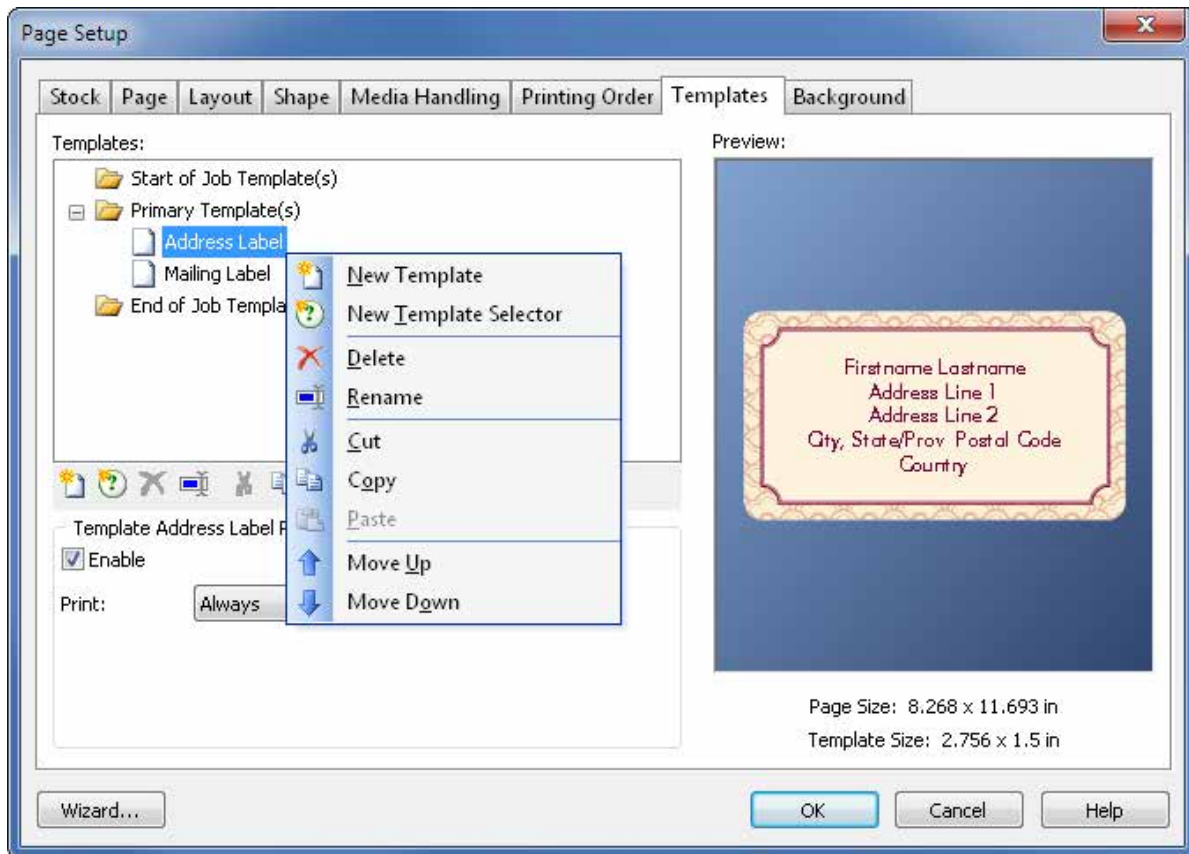 Page Setup
Stock Page Layout Shape Media Handling Printing Order Templates Background
Templates:
Start of Job Template(s)
Primary Template(s)
Address Label
Mailing Label
End of Job Templa
New Template
New Template Selector
Delete
Rename
Cut
Copy
Paste
Move Up
Move Down
Template Address Label P
Enable
Print: Always
Preview:
Firstname Lastname
Address Line 1
Address Line 2
City, State/Prov Postal Code
Country
Page Size: 8.268 x 11.693 in
Template Size: 2.756 x 1.5 in
Wizard... OK Cancel Help